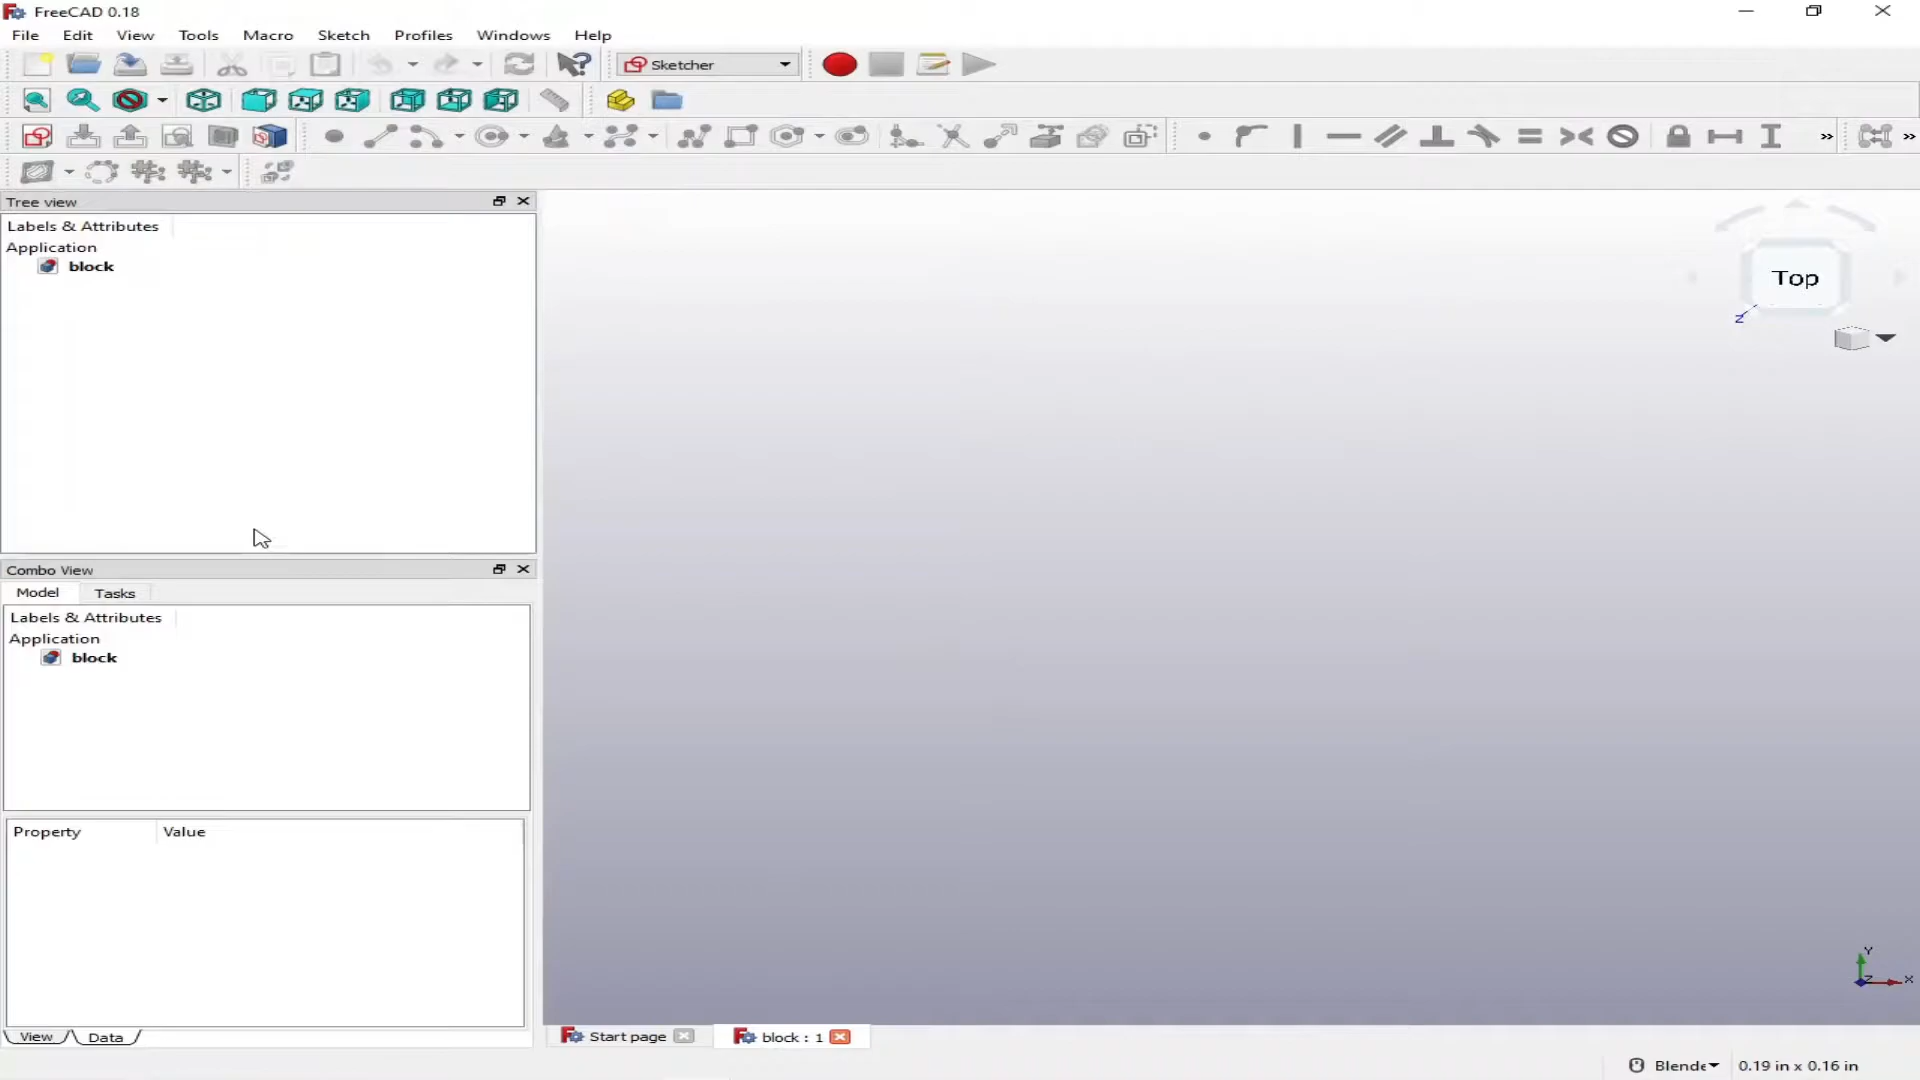 FreeCAD 0.18
File Edit View Tools Macro Sketch Profiles Windows Help
Sketcher
Tree view
Labels & Attributes
Application
block
Combo View
Model Tasks
Labels & Attributes
Application
block
Property Value
View Data
Top
Z
Y
Z X
Start page block : 1
Blende 0.19 in x 0.16 in